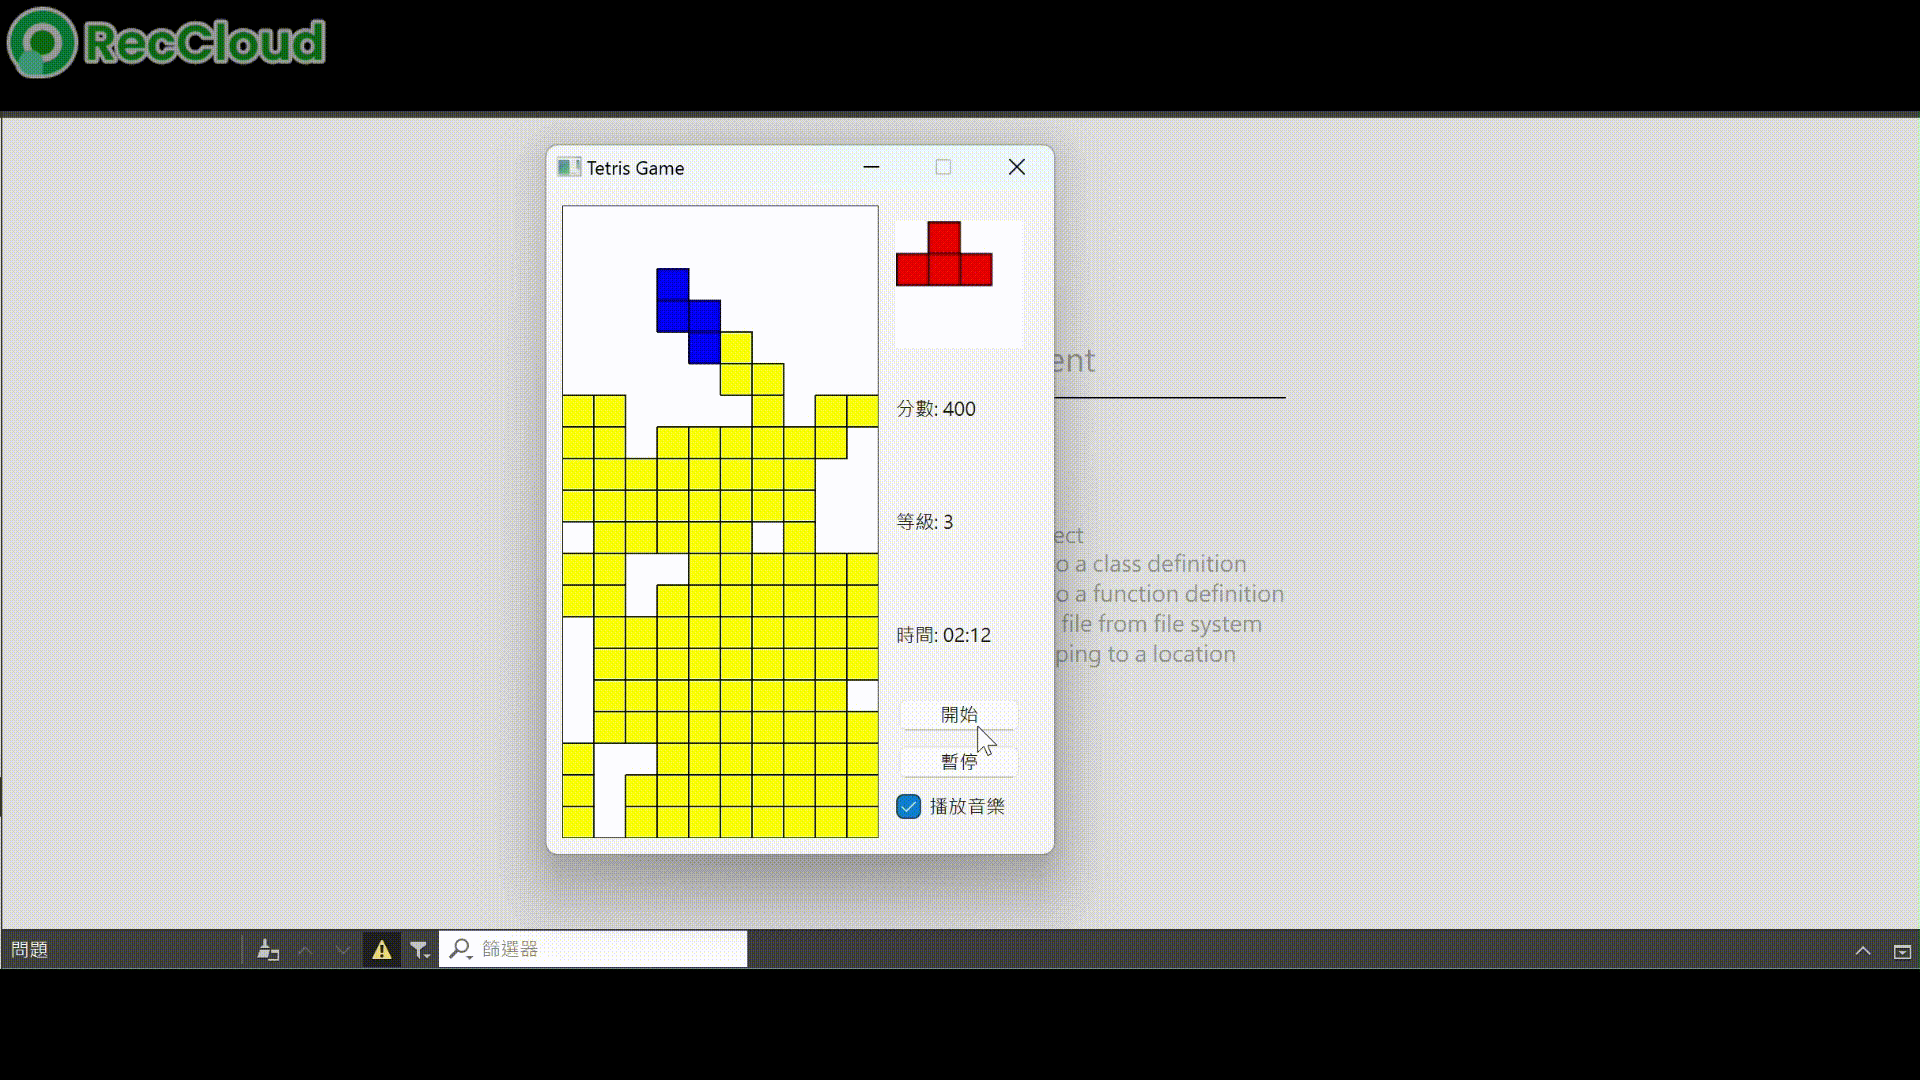 RecCloud
Tetris Game
ent
分數: 400
等級: 3
ect
o a class definition
o a function definition
file from file system
時間: 02:12
ping to a location
開始
暫停
播放音樂
問題
篩選器